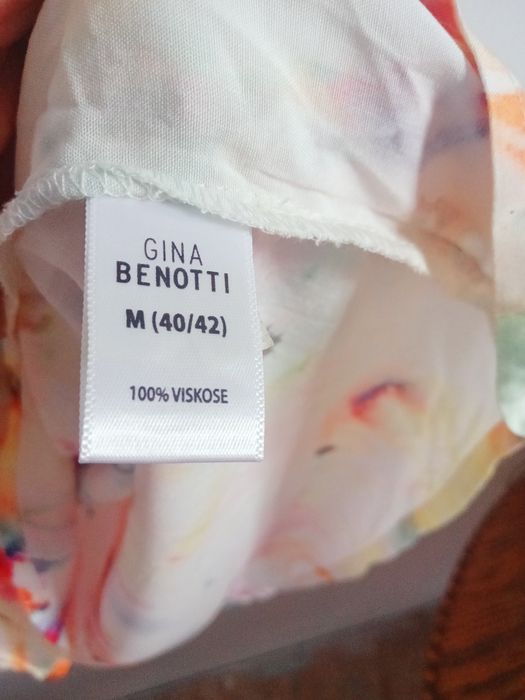 GINA
BENOTTI
M (40/42)
100% VISKOSE